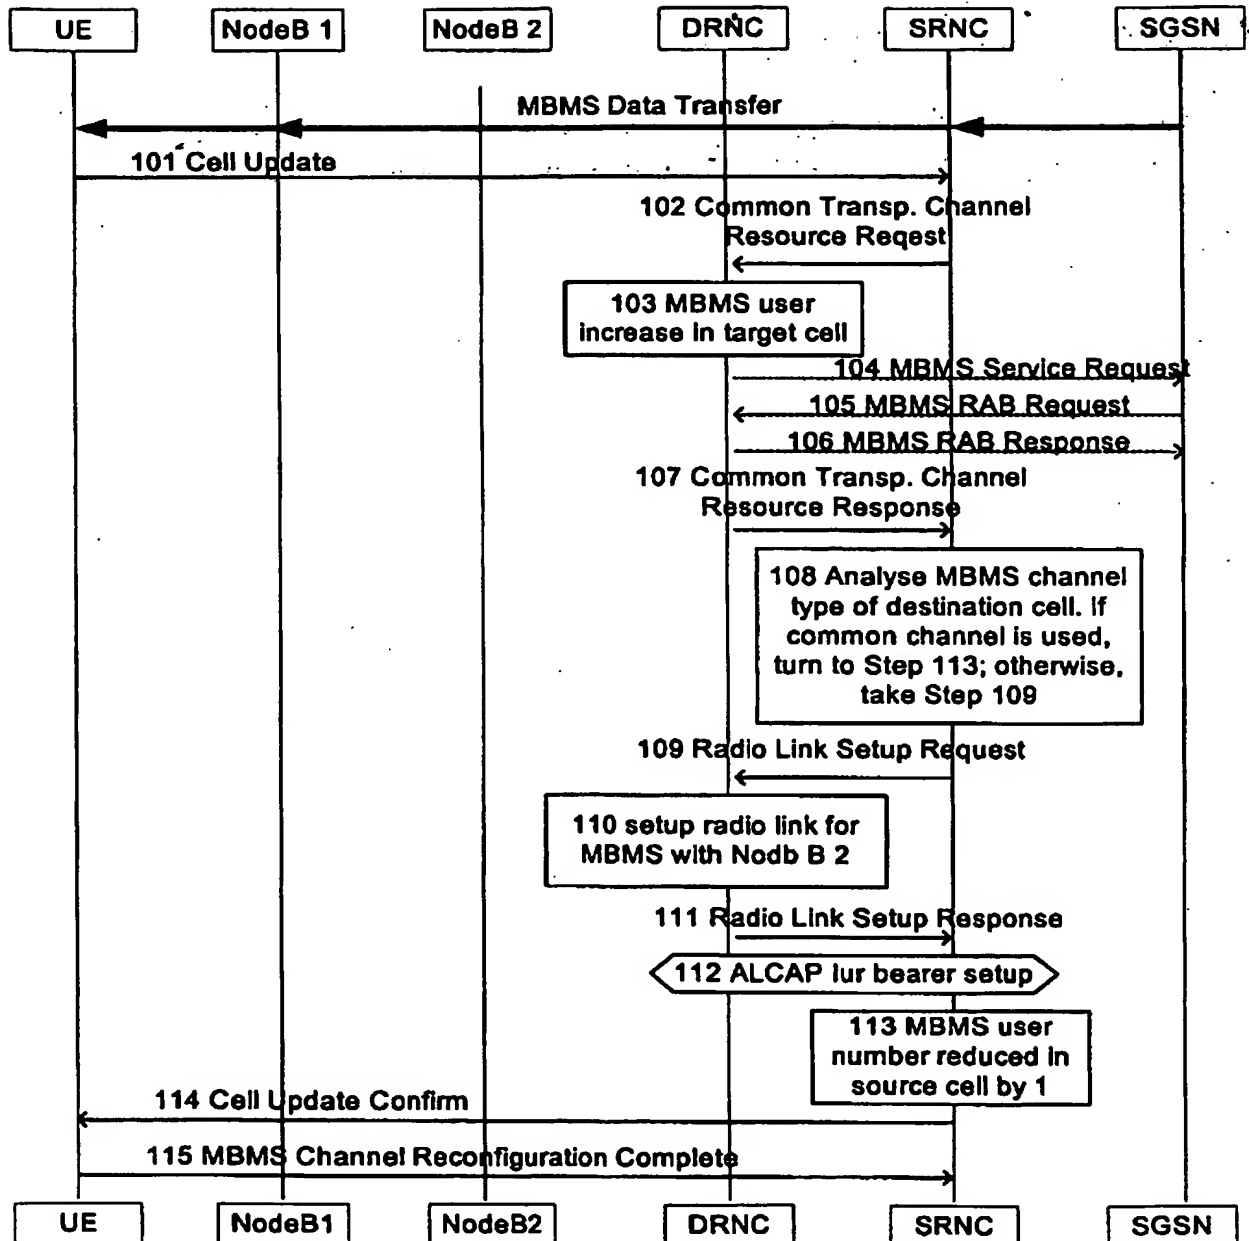 UE NodeB 1 NodeB 2 DRNC SRNC SGSN
MBMS Data Transfer
101 Cell Update
102 Common Transp. Channel
Resource Reqest
103 MBMS user
increase in target cell
104 MBMS Service Request
105 MBMS RAB Request
106 MBMS RAB Response
107 Common Transp. Channel
Resource Response
108 Analyse MBMS channel
type of destination cell. If
common channel is used,
turn to Step 113; otherwise,
take Step 109
109 Radio Link Setup Request
110 setup radio link for
MBMS with Nodb B 2
111 Radio Link Setup Response
112 ALCAP Iur bearer setup
113 MBMS user
number reduced in
source cell by 1
114 Cell Update Confirm
115 MBMS Channel Reconfiguration Complete
UE NodeB1 NodeB2 DRNC SRNC SGSN